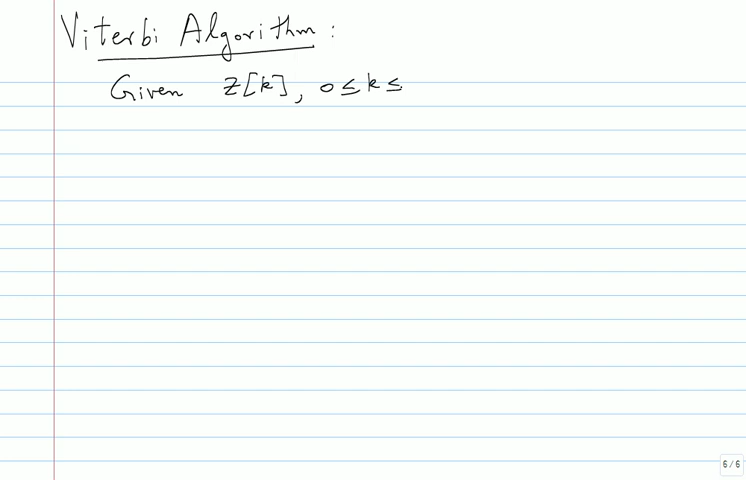 Viterbi Algorithm :
Given Z[k], 0 ≤ k ≤
6 / 6